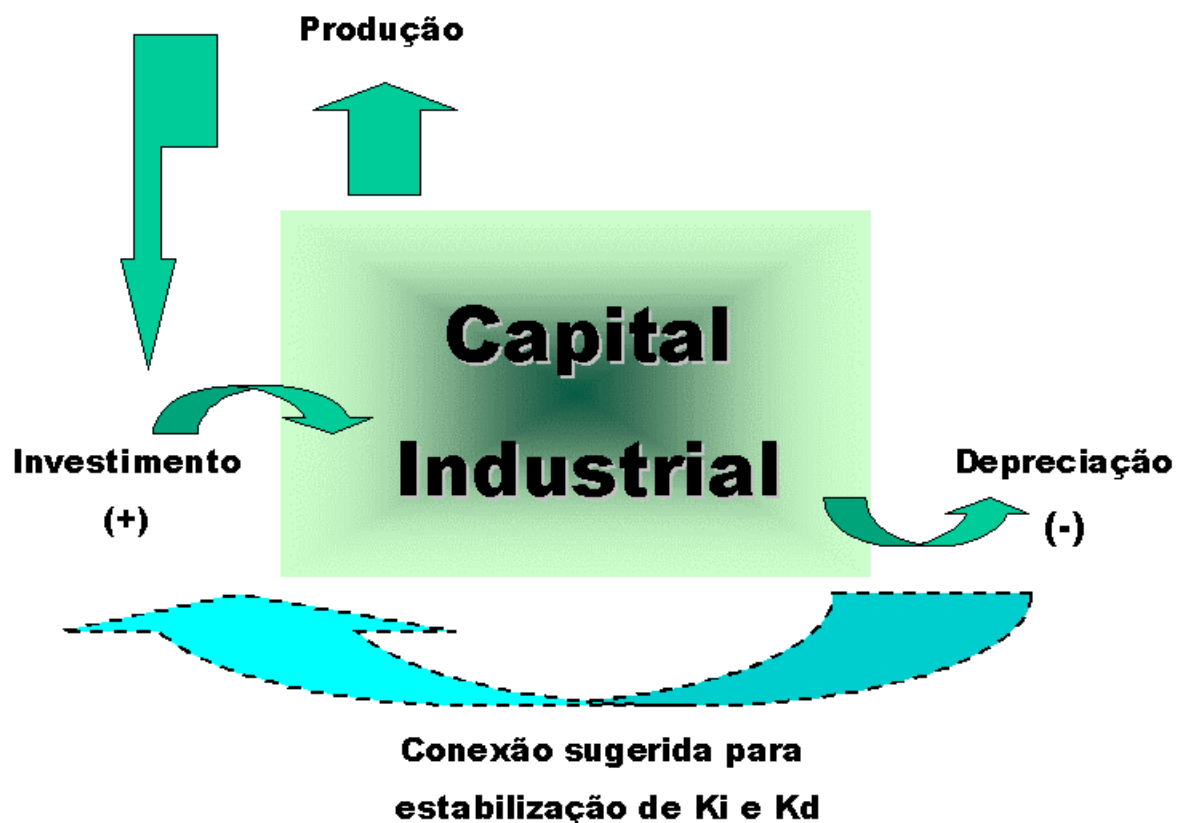 Produção
Capital
Industrial
Investimento
(+)
Depreciação
(-)
Conexão sugerida para
estabilização de Ki e Kd